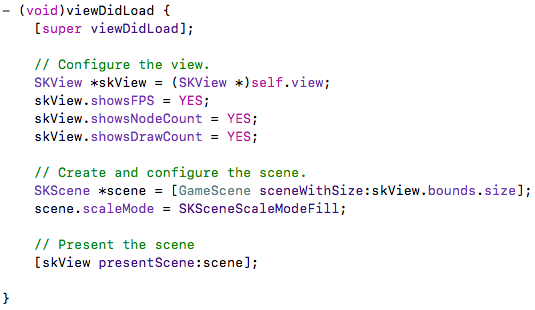 - (void)viewDidLoad {
    [super viewDidLoad];

    // Configure the view.
    SKView *skView = (SKView *)self.view;
    skView.showsFPS = YES;
    skView.showsNodeCount = YES;
    skView.showsDrawCount = YES;

    // Create and configure the scene.
    SKScene *scene = [GameScene sceneWithSize:skView.bounds.size];
    scene.scaleMode = SKSceneScaleModeFill;

    // Present the scene
    [skView presentScene:scene];

}